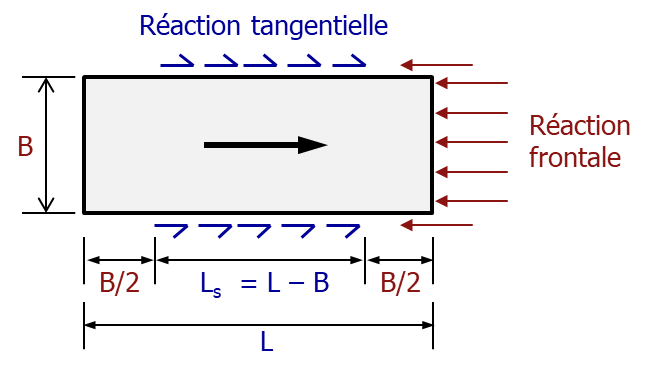 Réaction tangentielle
B
Réaction
frontale
B/2
Ls = L – B
B/2
L